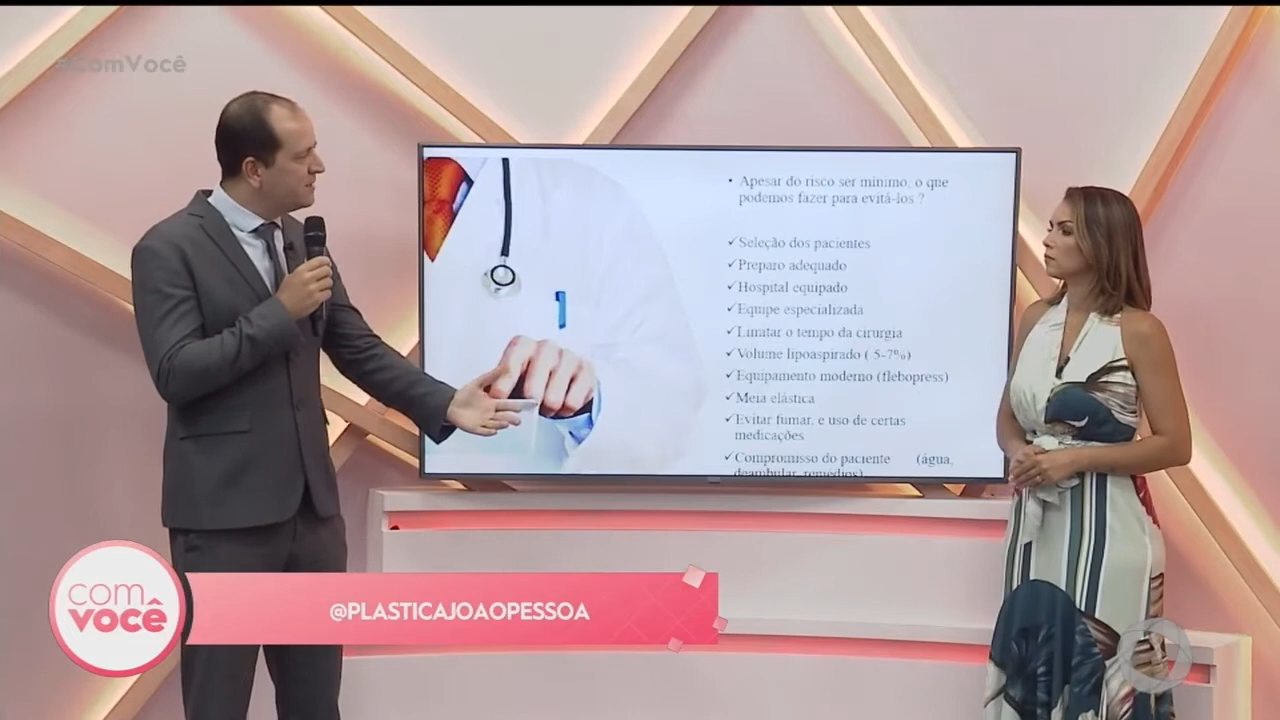 #ComVocê
• Apesar do risco ser mínimo, o que
podemos fazer para evitá-los ?
✓Seleção dos pacientes
✓Preparo adequado
✓Hospital equipado
✓Equipe especializada
✓Limitar o tempo da cirurgia
✓Volume lipoaspirado ( 5-7%)
✓Equipamento moderno (flebopress)
✓Meia elástica
✓Evitar fumar, e uso de certas
medicações
✓Compromisso do paciente (água,
deambular, remédios)
com
você
@PLASTICAJOAOPESSOA